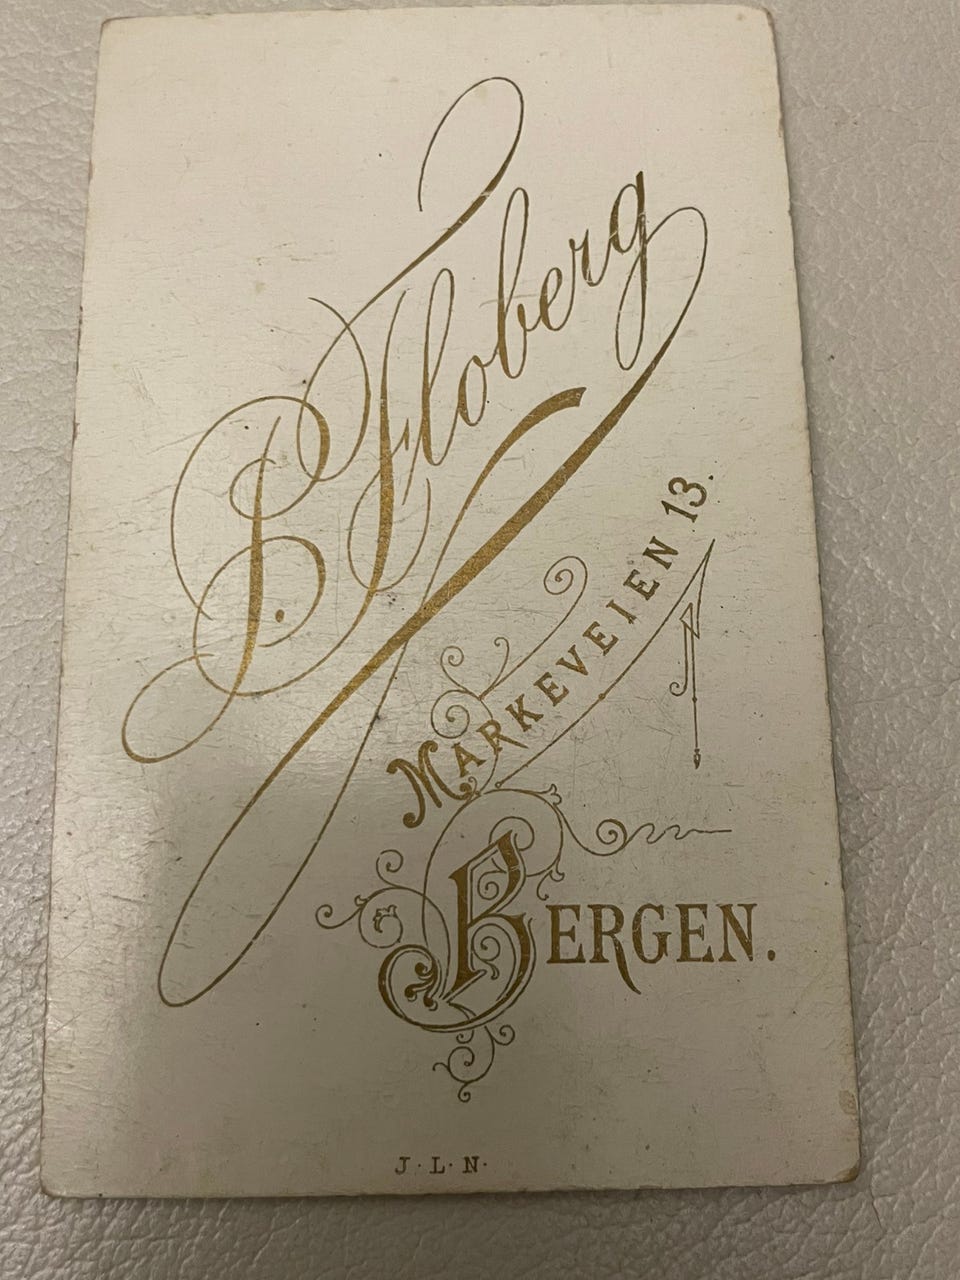 B. Floberg
MARKEVEIEN 13.
BERGEN.
J. L. N.